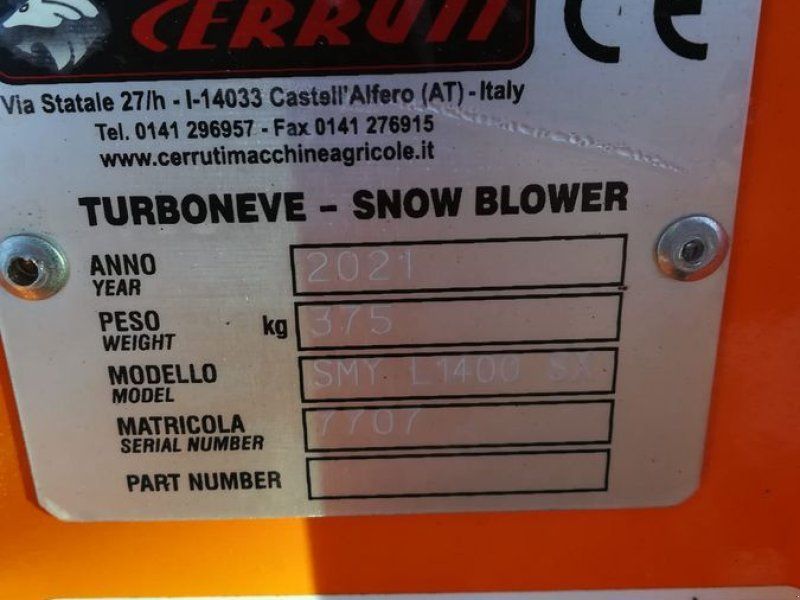 CERRUTI CE
Via Statale 27/h - I-14033 Castell'Alfero (AT) - Italy
Tel. 0141 296957 - Fax 0141 276915
www.cerrutimacchineagricole.it
TURBONEVE - SNOW BLOWER
ANNO 2021
YEAR
PESO kg 375
WEIGHT
MODELLO SMY L1400 SX
MODEL
MATRICOLA 7707
SERIAL NUMBER
PART NUMBER